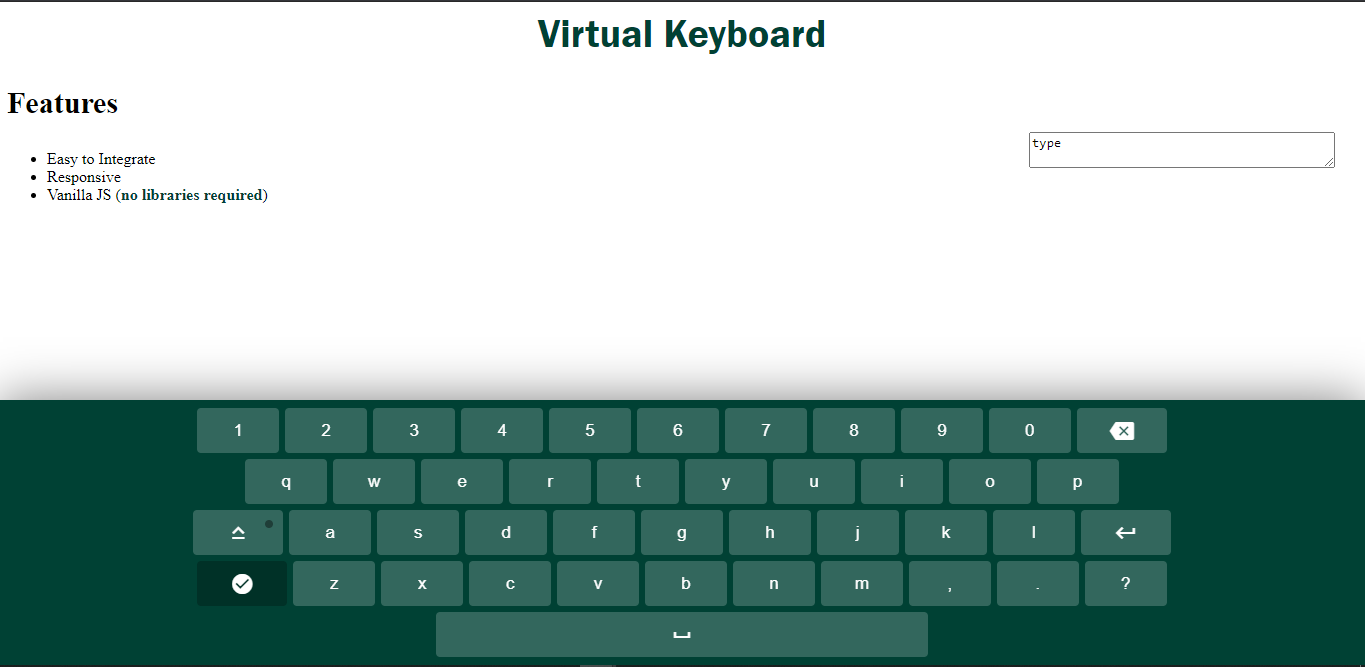 Virtual Keyboard
Features
Easy to Integrate
type
Responsive
Vanilla JS (no libraries required)
1 2 3 4 5 6 7 8 9 0
q w e r t y u i o p
a s d f g h j k l
z x c v b n m , . ?